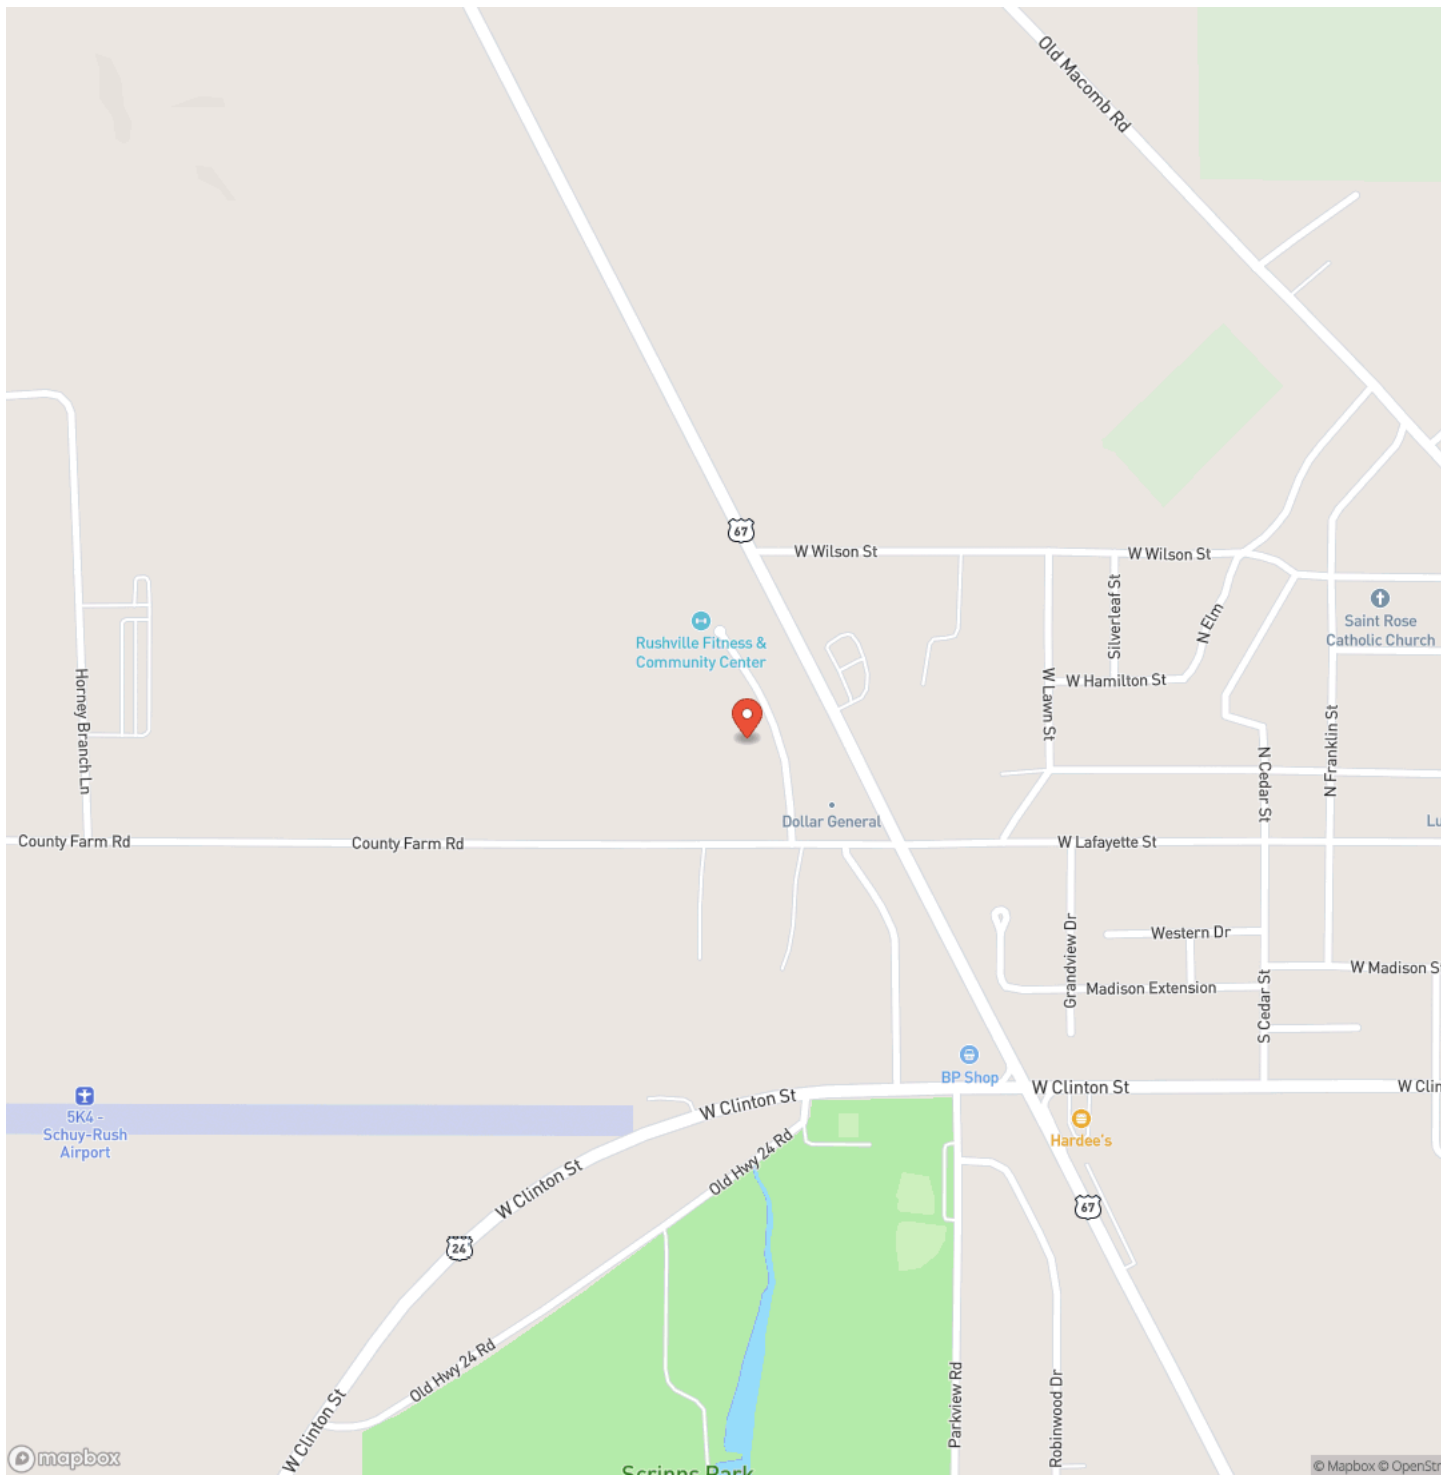 Old Macomb Rd
67
W Wilson St
W Wilson St
Silverleaf St
N Elm
Saint Rose
Catholic Church
Rushville Fitness &
Community Center
W Hamilton St
W Lawn St
Horney Branch Ln
N Franklin St
N Cedar St
Dollar General
Lu
County Farm Rd
County Farm Rd
W Lafayette St
Grandview Dr
Western Dr
W Madison S
Madison Extension
S Cedar St
BP Shop
W Clinton St
W Clin
5K4 -
Schuy-Rush
Airport
W Clinton St
Hardee's
Old Hwy 24 Rd
W Clinton St
67
24
Old Hwy 24 Rd
Parkview Rd
Robinwood Dr
W Clinton St
mapbox
Scripps Park
© Mapbox © OpenStr